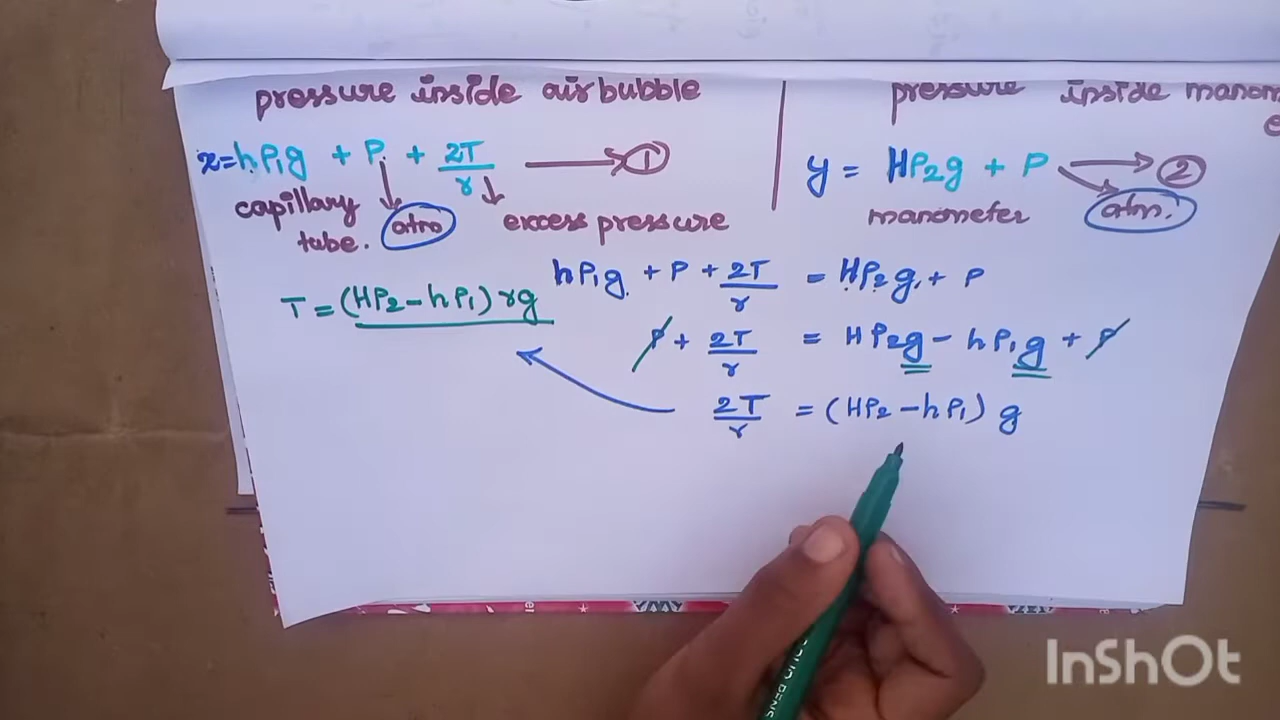 pressure inside air bubble
x = hρ₁g + P + 2T/r → ①
capillary tube. atm excess pressure
pressure inside manom
e
y = Hρ₂g + P → ②
manometer atm.
hρ₁g + P + 2T/r = Hρ₂g + P
T = (Hρ₂ - hρ₁) rg
P + 2T/r = Hρ₂g - hρ₁g + P
2T/r = (Hρ₂ - hρ₁) g
InShOt